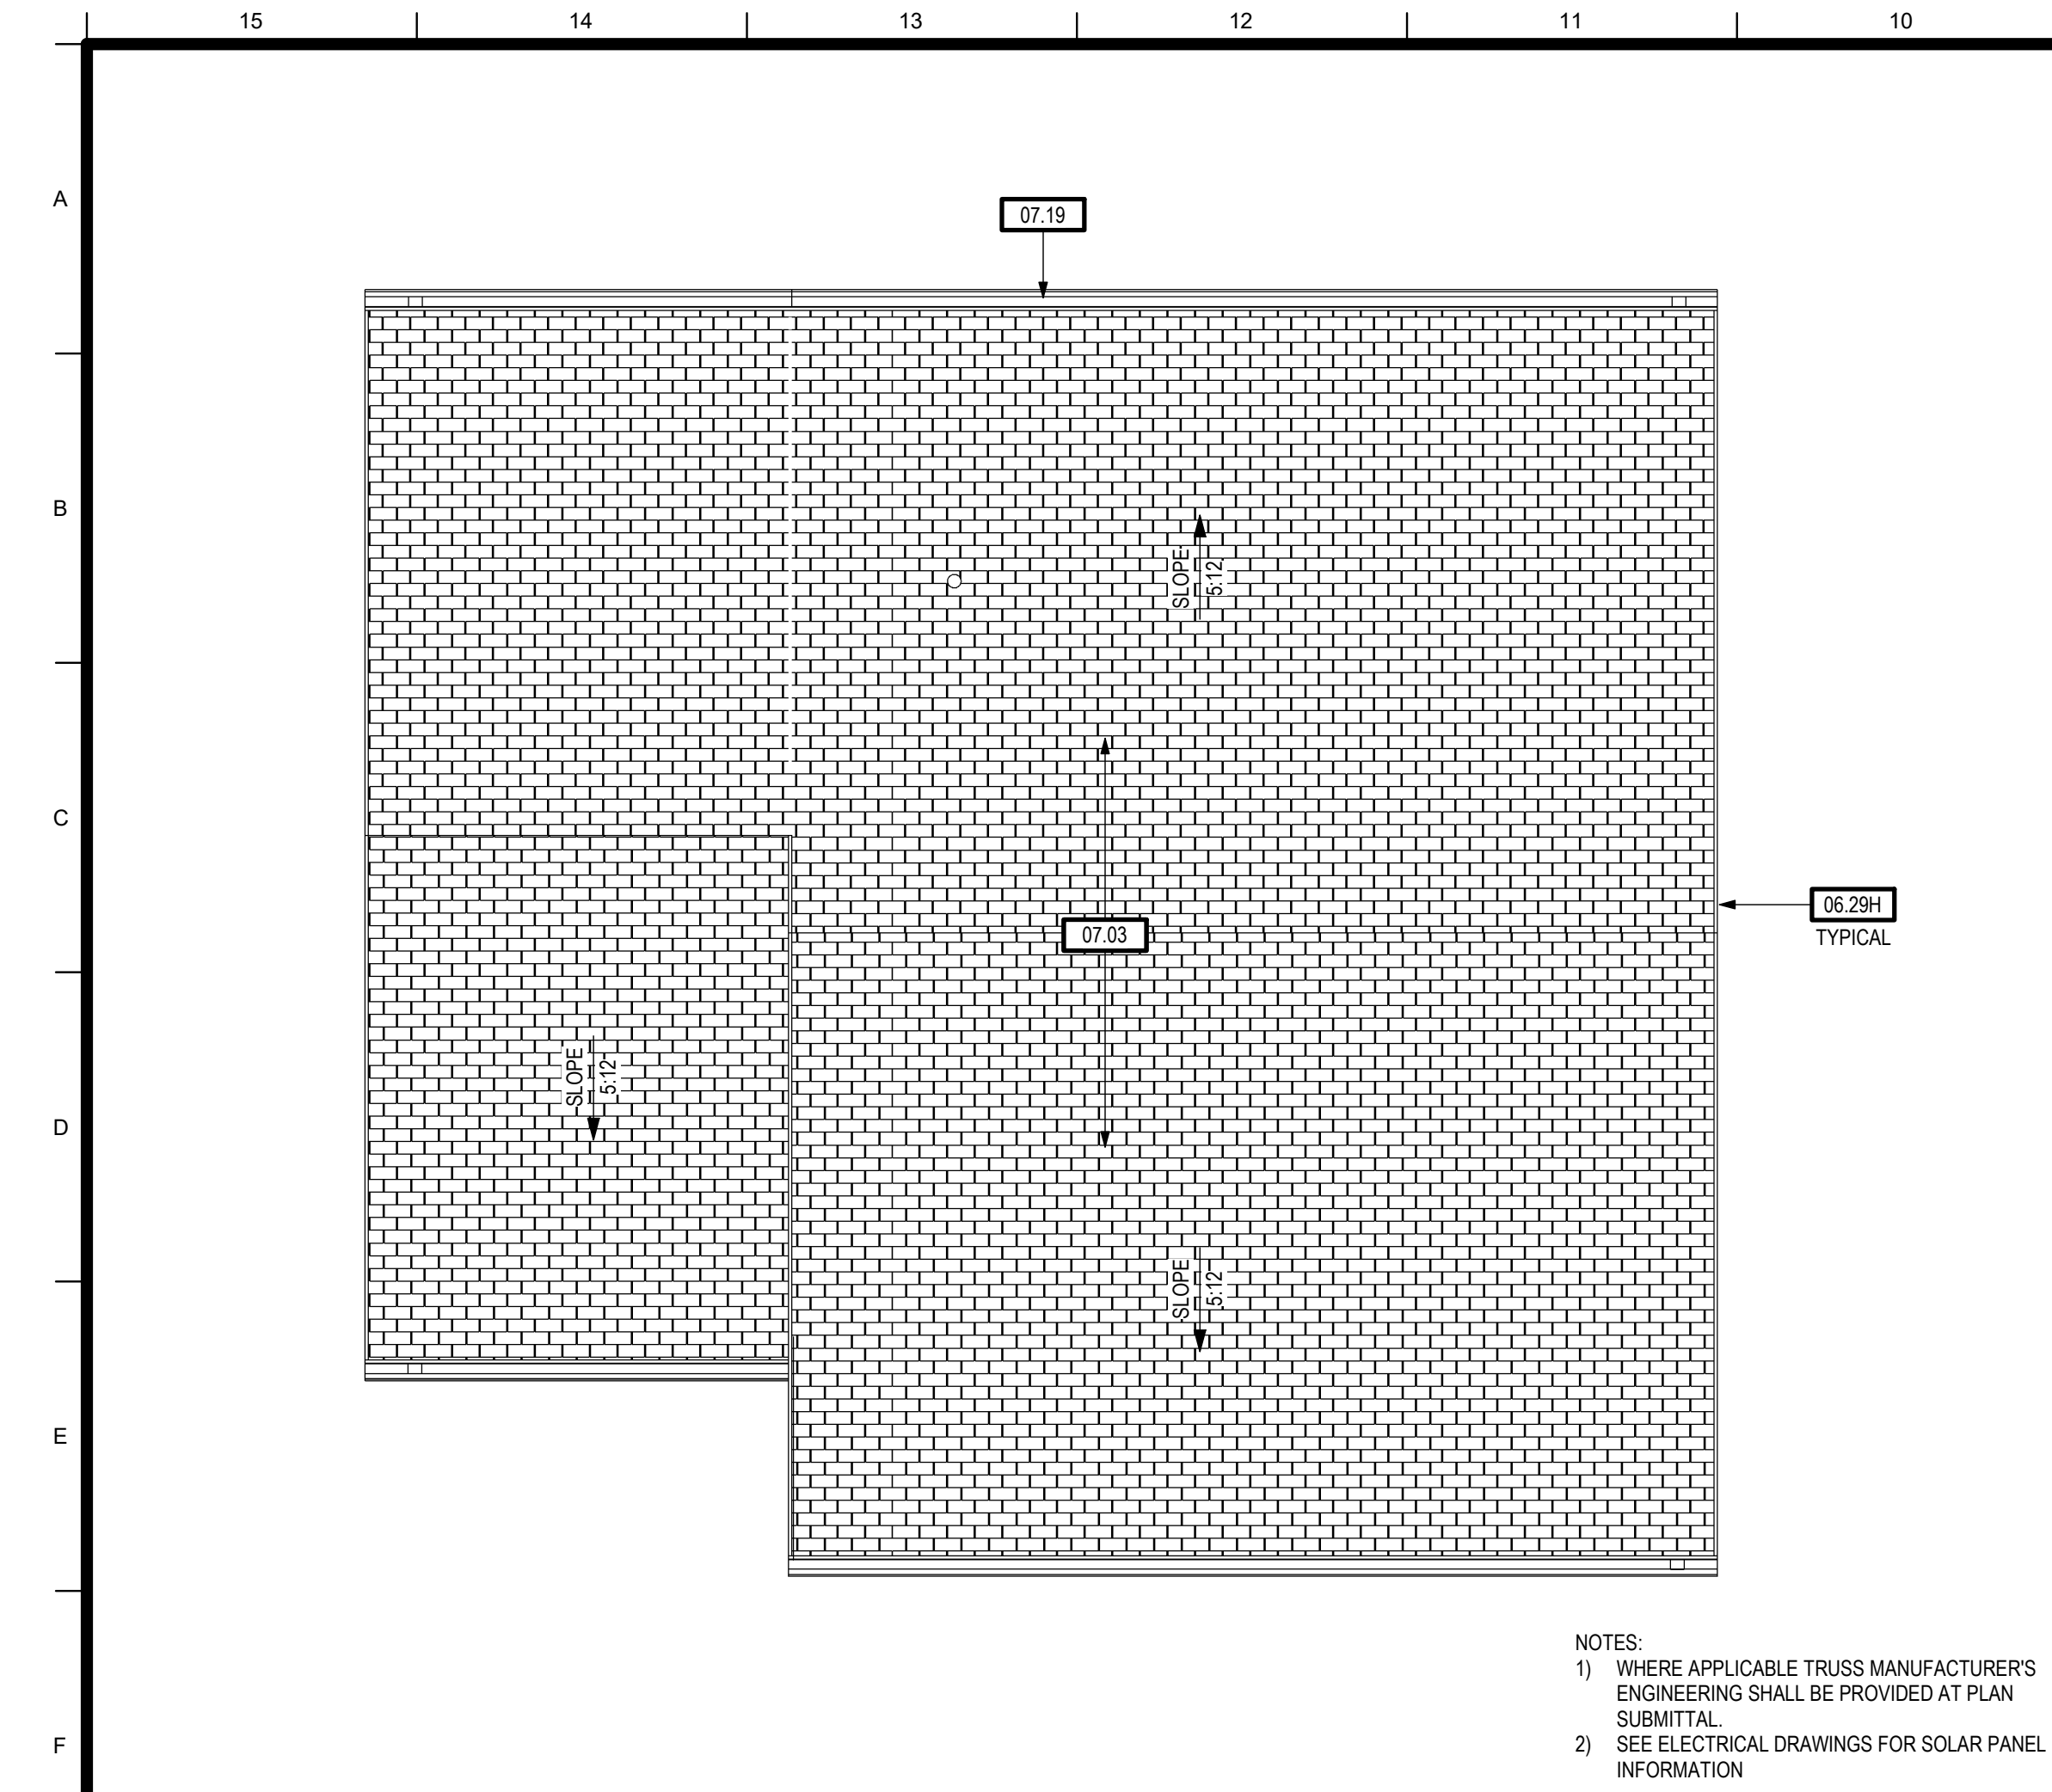 15 14 13 12 11 10
A
07.19
B
SLOPE
5:12
C
06.29H
07.03
TYPICAL
SLOPE
5:12
D
SLOPE
5:12
E
NOTES:
1) WHERE APPLICABLE TRUSS MANUFACTURER'S
ENGINEERING SHALL BE PROVIDED AT PLAN
SUBMITTAL.
F
2) SEE ELECTRICAL DRAWINGS FOR SOLAR PANEL
INFORMATION